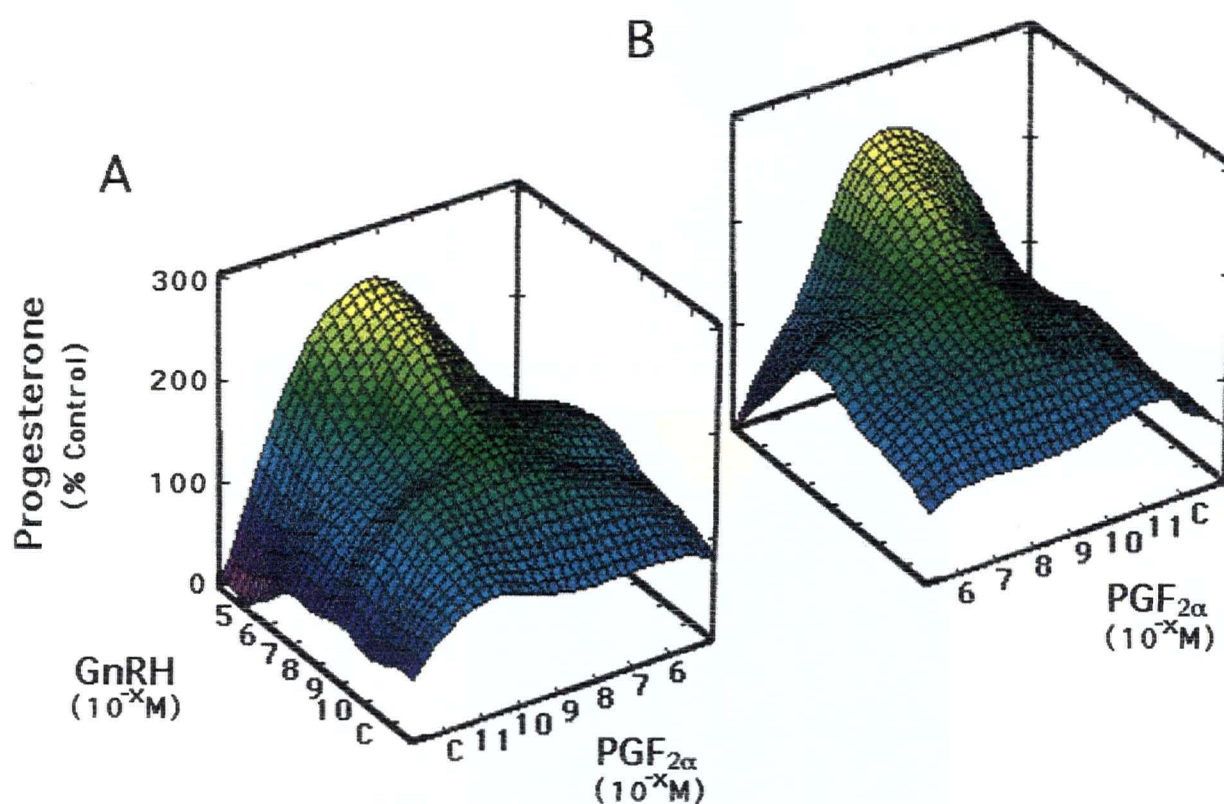 A
B
Progesterone
(% Control)
300
200
100
0
5
6
7
8
9
10
C
GnRH
(10⁻ˣM)
C
11
10
9
8
7
6
PGF₂α
(10⁻ˣM)
6
7
8
9
10
11
C
PGF₂α
(10⁻ˣM)